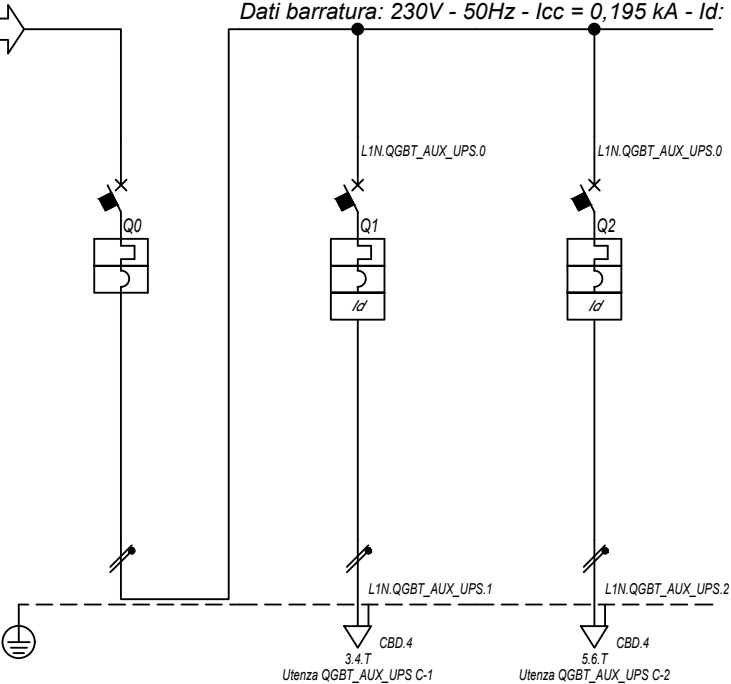 Dati barratura: 230V - 50Hz - Icc = 0,195 kA - Id:
L1N.QGBT_AUX_UPS.0
L1N.QGBT_AUX_UPS.0
Q0
Q1
Q2
Id
Id
L1N.QGBT_AUX_UPS.1
L1N.QGBT_AUX_UPS.2
CBD.4
CBD.4
3.4.T
5.6.T
Utenza QGBT_AUX_UPS C-1
Utenza QGBT_AUX_UPS C-2